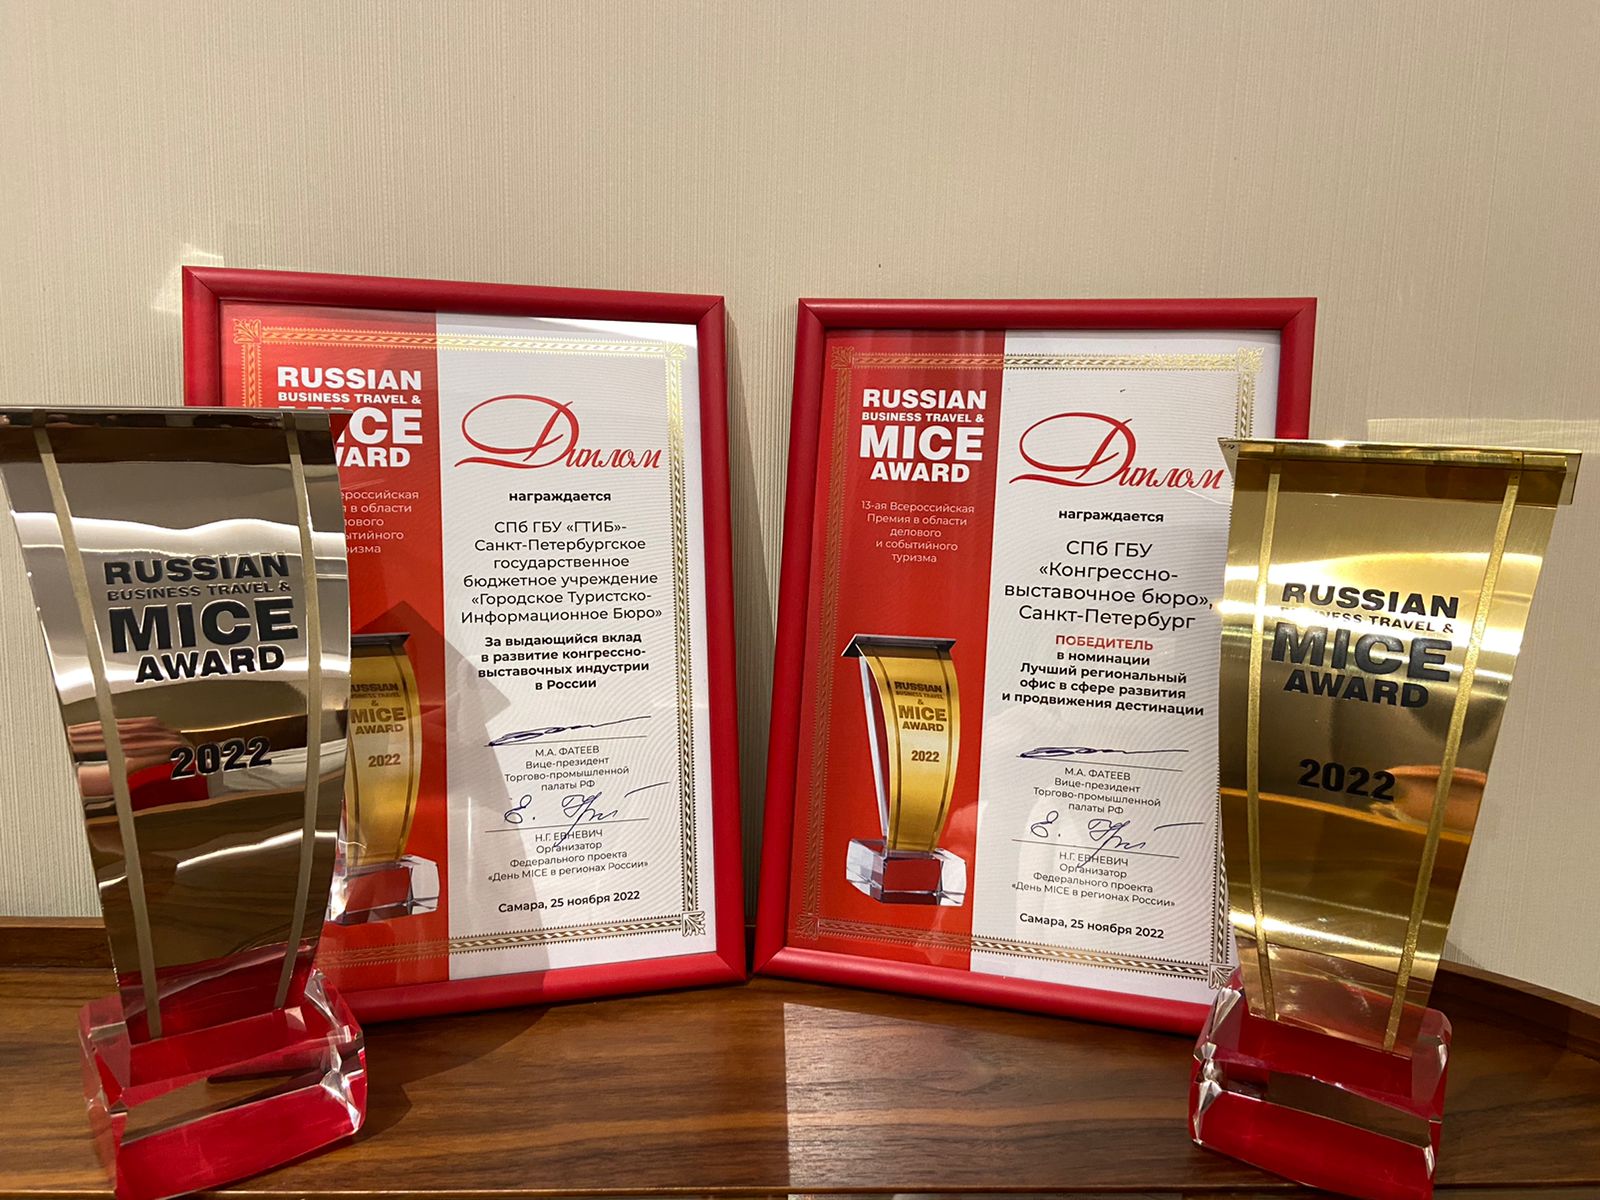 RUSSIAN
BUSINESS TRAVEL &
MICE
AWARD
2022
RUSSIAN
BUSINESS TRAVEL &
AWARD
в области
Диплом
награждается
СПб ГБУ «ГТИБ»-
Санкт-Петербургское
государственное
бюджетное учреждение
«Городское Туристско-
Информационное Бюро»
За выдающийся вклад
в развитие конгрессно-
выставочных индустрии
в России
М.А. ФАТЕЕВ
Вице-президент
Торгово-промышленной
палаты РФ
Н.Г. ЕВНЕВИЧ
Организатор
Федерального проекта
«День MICE в регионах России»
Самара, 25 ноября 2022
RUSSIAN
BUSINESS TRAVEL
&
MICE
AWARD
2022
RUSSIAN
BUSINESS TRAVEL &
MICE
AWARD
13-ая Всероссийская
Премия в области
делового
и событийного
туризма
RUSSIAN
BUSINESS TRAVEL
&
MICE
AWARD
2022
Диплом
награждается
СПб ГБУ
«Конгрессно-
выставочное бюро»,
Санкт-Петербург
ПОБЕДИТЕЛЬ
в номинации
Лучший региональный
офис в сфере развития
и продвижения дестинации
М.А. ФАТЕЕВ
Вице-президент
Торгово-промышленной
палаты РФ
Н.Г. ЕВНЕВИЧ
Организатор
Федерального проекта
«День MICE в регионах России»
Самара, 25 ноября 2022
RUSSIAN
BUSINESS TRAVEL &
MICE
AWARD
2022